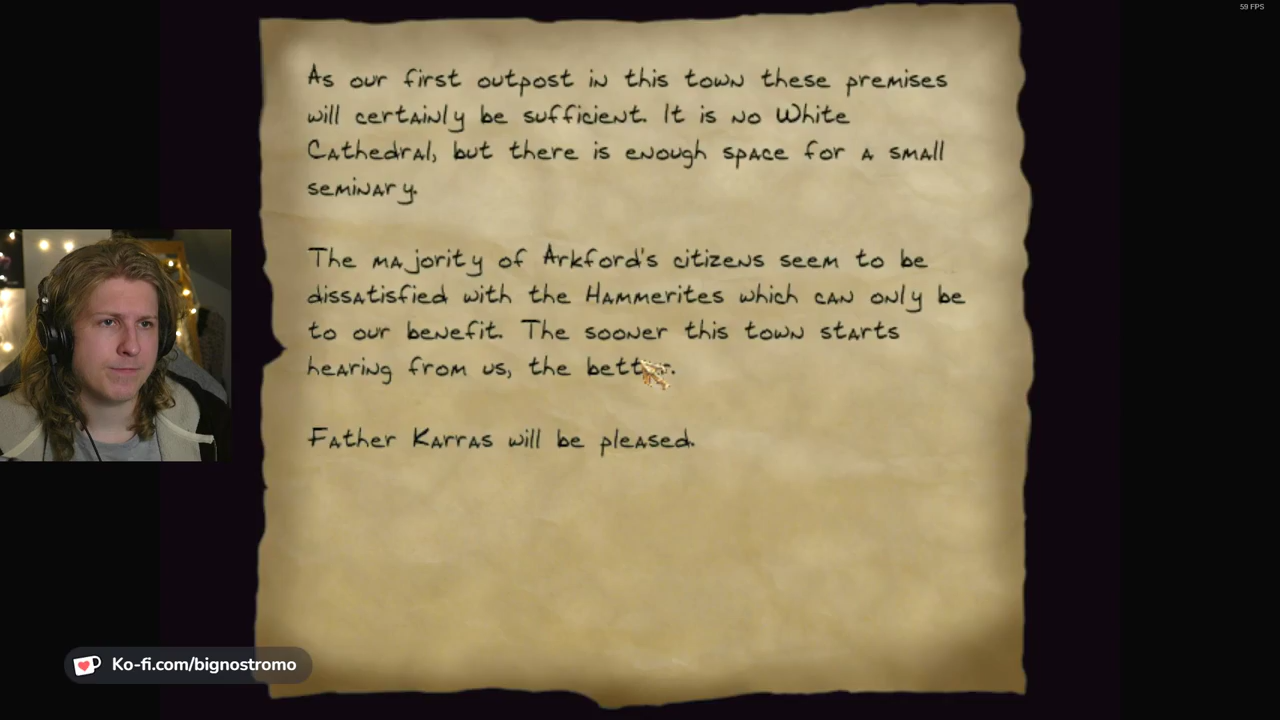 59 FPS
As our first outpost in this town these premises
will certainly be sufficient. It is no White
Cathedral, but there is enough space for a small
seminary.
The majority of Arkford's citizens seem to be
dissatisfied with the Hammerites which can only be
to our benefit. The sooner this town starts
hearing from us, the better.
Father Karras will be pleased.
Ko-fi.com/bignostromo